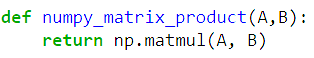 def numpy_matrix_product(A,B):
    return np.matmul(A, B)